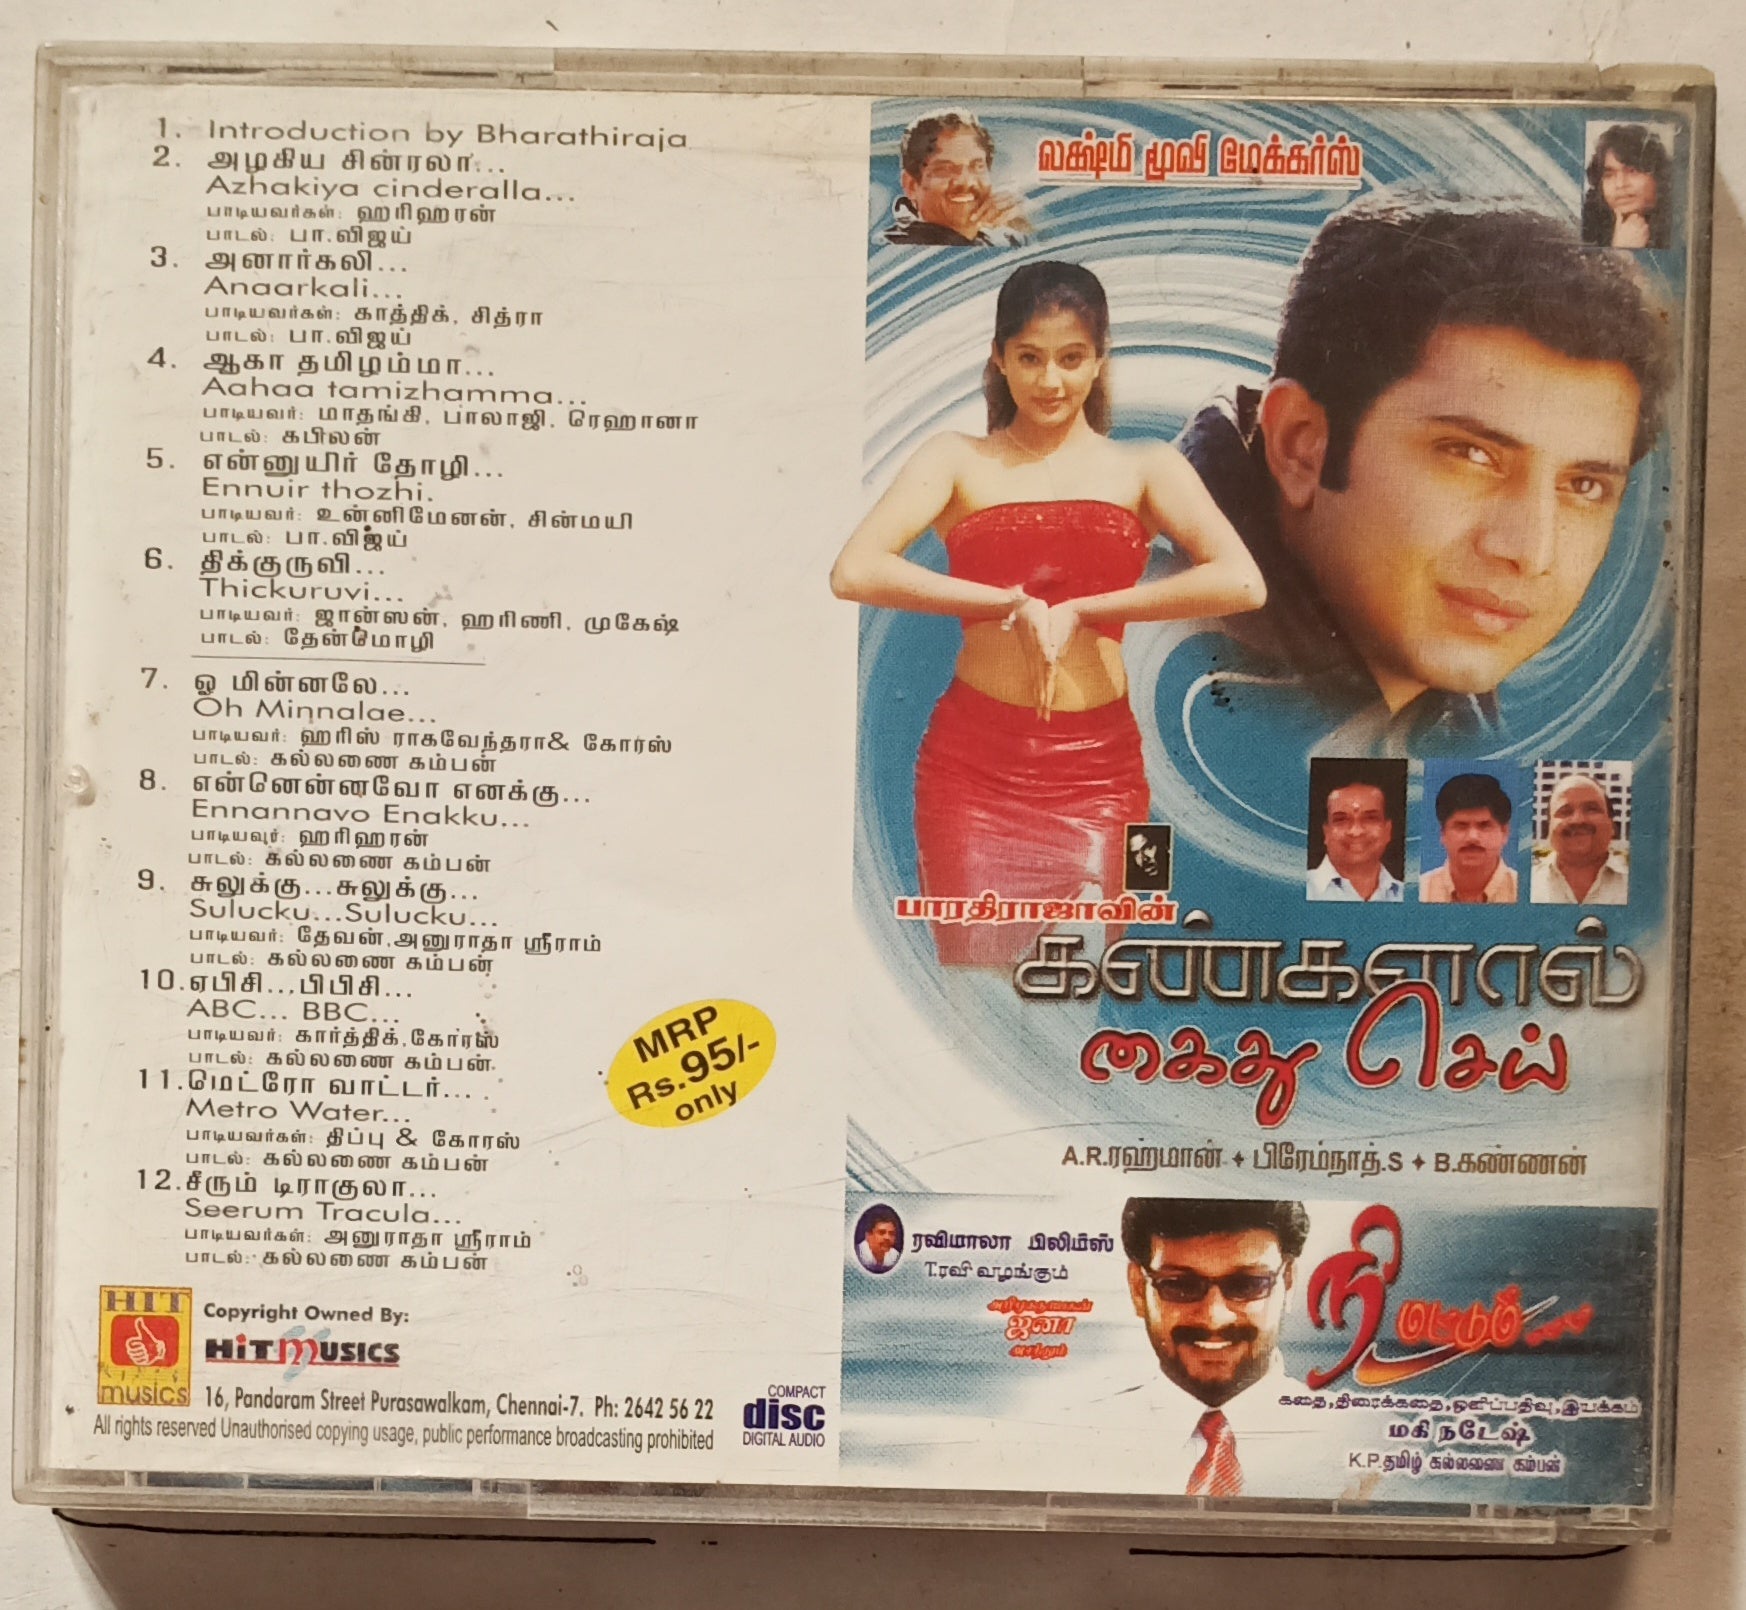 1. Introduction by Bharathiraja
2. அழகிய சின்ரலா...
Azhakiya cinderalla...
பாடியவர்கள்: ஹரிஹரன்
பாடல்: பா.விஜய்
3. அனார்கலி...
Anaarkali...
பாடியவர்கள்: காத்திக், சித்ரா
பாடல்: பா.விஜய்
4. ஆகா தமிழம்மா...
Aahaa tamizhamma...
பாடியவர்: மாதங்கி, பாலாஜி, ரேஹானா
பாடல்: கபிலன்
5. என்னுயிர் தோழி...
Ennuir thozhi.
பாடியவர்: உன்னிமேனன், சின்மயி
பாடல்: பா.விஜய்
6. திக்குருவி...
Thickuruvi...
பாடியவர்: ஜான்ஸன், ஹரிணி, முகேஷ்
பாடல்: தேன்மொழி
7. ஓ மின்னலே...
Oh Minnalae...
பாடியவர்: ஹரிஸ் ராகவேந்தரா& கோரஸ்
பாடல்: கல்லணை கம்பன்
8. என்னென்னவோ எனக்கு...
Ennannavo Enakku...
பாடியவர்: ஹரிஹரன்
பாடல்: கல்லணை கம்பன்
9. சுலுக்கு...சுலுக்கு...
Sulucku...Sulucku...
பாடியவர்: தேவன்,அனுராதா ஸ்ரீராம்
பாடல்: கல்லணை கம்பன்
10. ஏபிசி...பிபிசி...
ABC... BBC...
பாடியவர்: கார்த்திக்,கோரஸ்
பாடல்: கல்லணை கம்பன்
11. மெட்ரோ வாட்டர்....
Metro Water...
பாடியவர்கள்: திப்பு & கோரஸ்
பாடல்: கல்லணை கம்பன்
12. சீரும் டிராகுலா...
Seerum Tracula...
பாடியவர்கள்: அனுராதா ஸ்ரீராம்
பாடல்: கல்லணை கம்பன்
MRP
Rs.95/-
only
HIT
musics
Copyright Owned By:
HiT MUSICS
16, Pandaram Street Purasawalkam, Chennai-7. Ph: 2642 56 22
All rights reserved Unauthorised copying usage, public performance broadcasting prohibited
COMPACT
disc
DIGITAL AUDIO
லக்ஷ்மி மூவி மேக்கர்ஸ்
பாரதிராஜாவின்
கண்களால்
கைது செய்
A.R.ரஹ்மான் + பிரேம்நாத்.S + B.கண்ணன்
ரவிமாலா பிலிம்ஸ்
T.ரவி வழங்கும்
ஜனா
நீ மட்டும்....
கதை,திரைக்கதை,ஒளிப்பதிவு,இயக்கம்
மகி நடேஷ்
K.P.தமிழ் கல்லணை கம்பன்